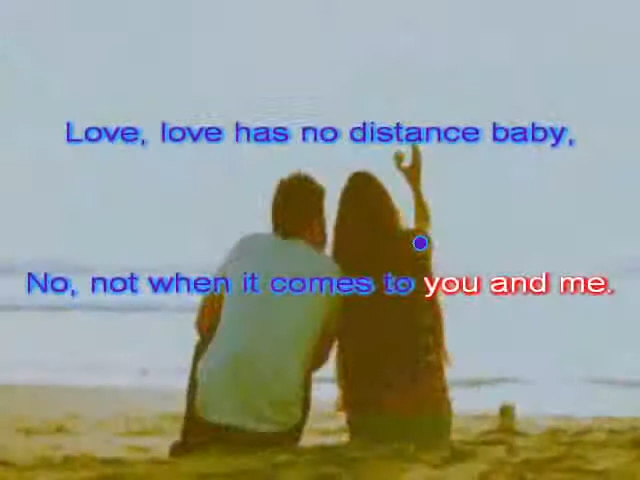 Love, love has no distance baby,
No, not when it comes to you and me.